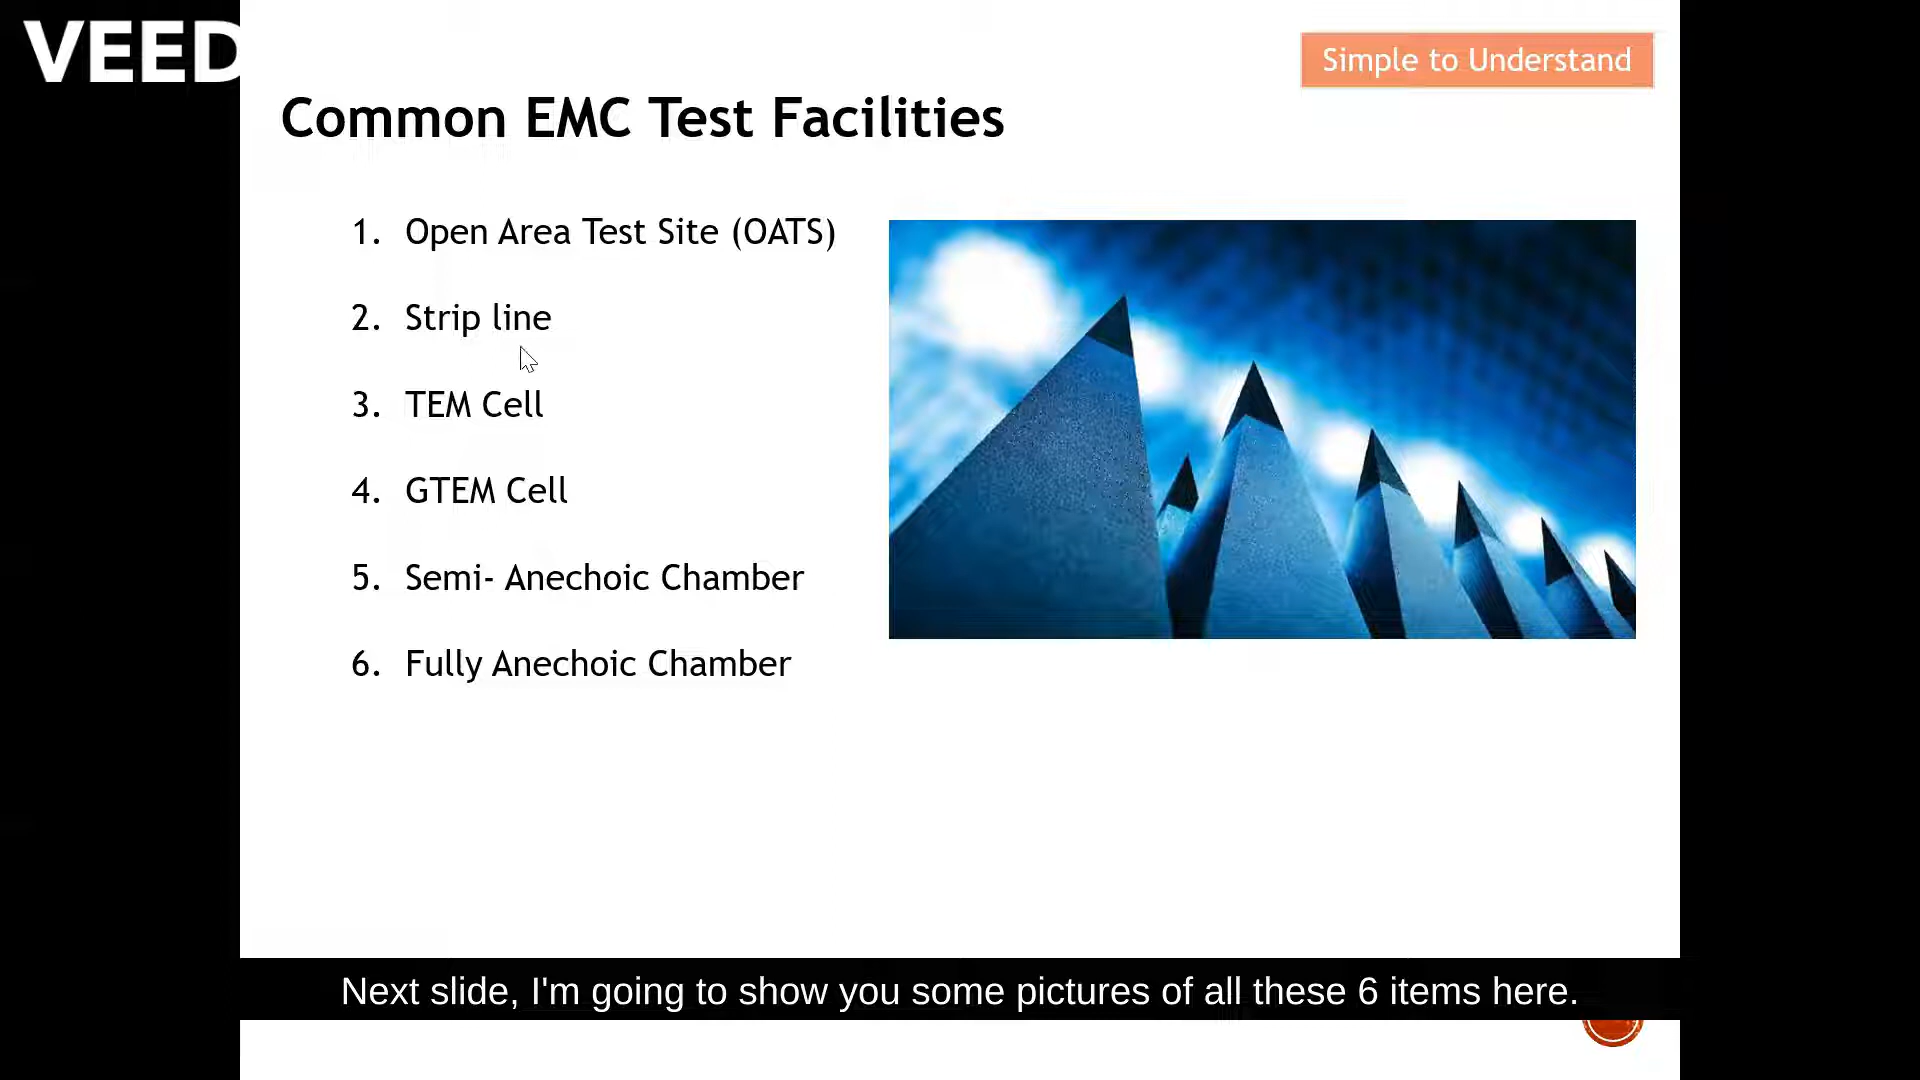 VEED
Simple to Understand
Common EMC Test Facilities
1. Open Area Test Site (OATS)
2. Strip line
3. TEM Cell
4. GTEM Cell
5. Semi- Anechoic Chamber
6. Fully Anechoic Chamber
Next slide, I'm going to show you some pictures of all these 6 items here.